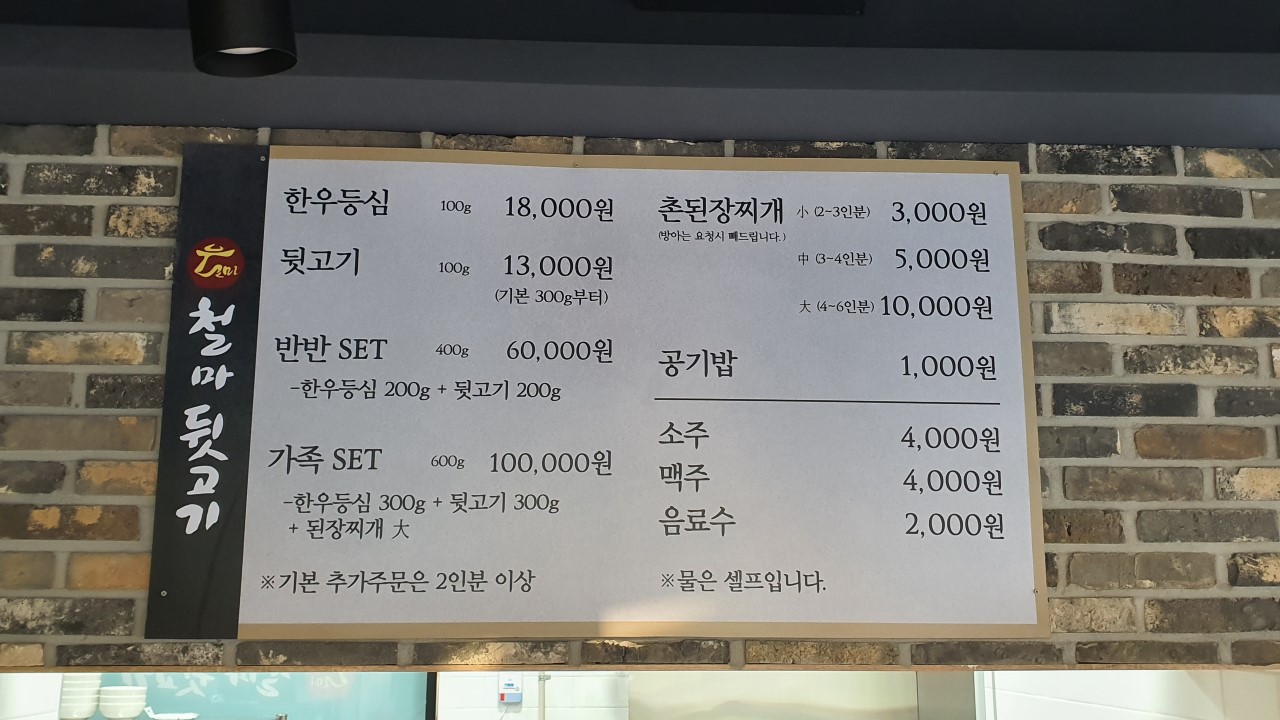 철마뒷고기
한우등심 100g 18,000원
뒷고기 100g 13,000원
(기본 300g부터)
반반 SET 400g 60,000원
-한우등심 200g + 뒷고기 200g
가족 SET 600g 100,000원
-한우등심 300g + 뒷고기 300g
+ 된장찌개 大
※기본 추가주문은 2인분 이상
촌된장찌개 小 (2~3인분) 3,000원
(방아는 요청시 빼드립니다.)
中 (3~4인분) 5,000원
大 (4~6인분) 10,000원
공기밥 1,000원
소주 4,000원
맥주 4,000원
음료수 2,000원
※물은 셀프입니다.